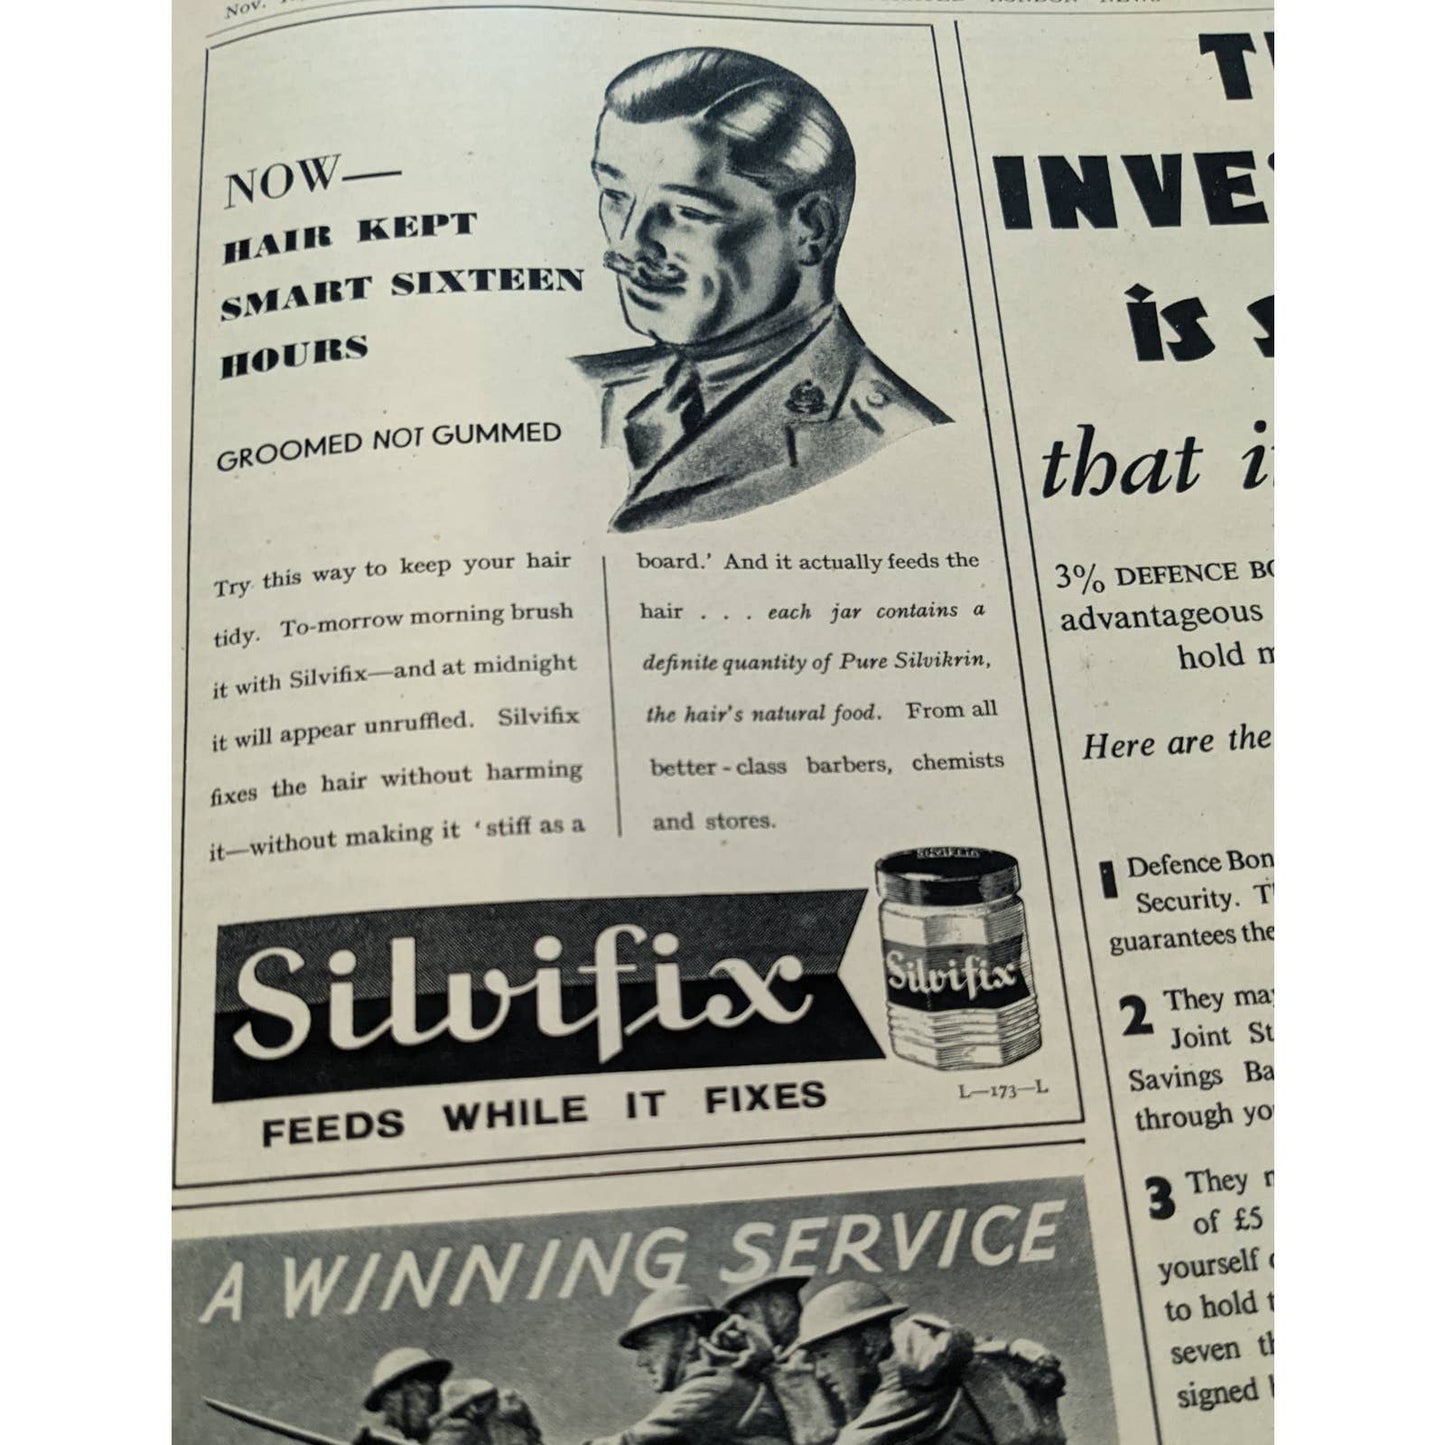 Nov.
LONDON NEWS
NOW—
HAIR KEPT
SMART SIXTEEN
HOURS
GROOMED NOT GUMMED
Try this way to keep your hair
tidy. To-morrow morning brush
it with Silvifix—and at midnight
it will appear unruffled. Silvifix
fixes the hair without harming
it—without making it ‘stiff as a
board.’ And it actually feeds the
hair . . . each jar contains a
definite quantity of Pure Silvikrin,
the hair's natural food. From all
better-class barbers, chemists
and stores.
Silvifix
Silvifix
FEEDS WHILE IT FIXES
L—173—L
A WINNING SERVICE
INVES
is s
that i
3% DEFENCE BO
advantageous
hold m
Here are the
1 Defence Bon
Security. T
guarantees the
2 They may
Joint St
Savings Ba
through yo
3 They
of £5
yourself
to hold t
seven th
signed